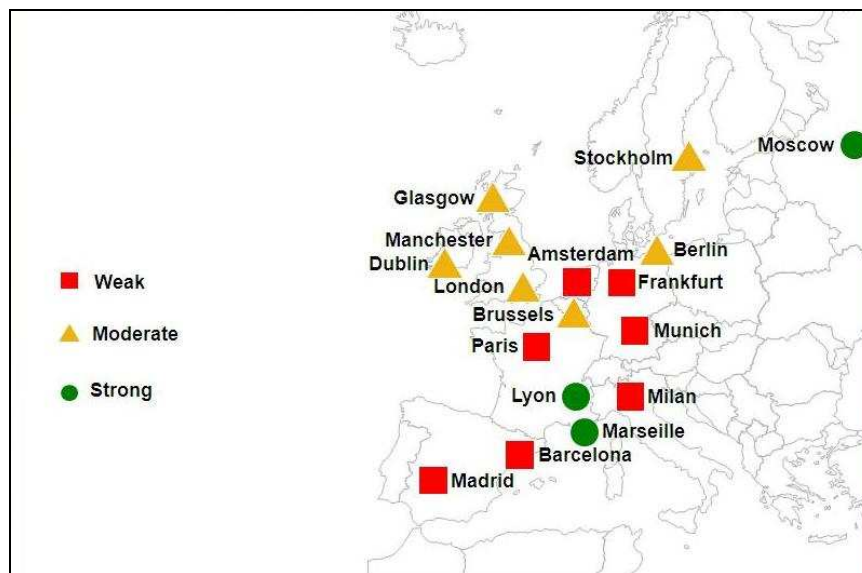 Moscow
Stockholm
Glasgow
Manchester
Amsterdam
Berlin
Dublin
Weak
London
Frankfurt
Brussels
Moderate
Paris
Munich
Strong
Lyon
Milan
Marseille
Barcelona
Madrid